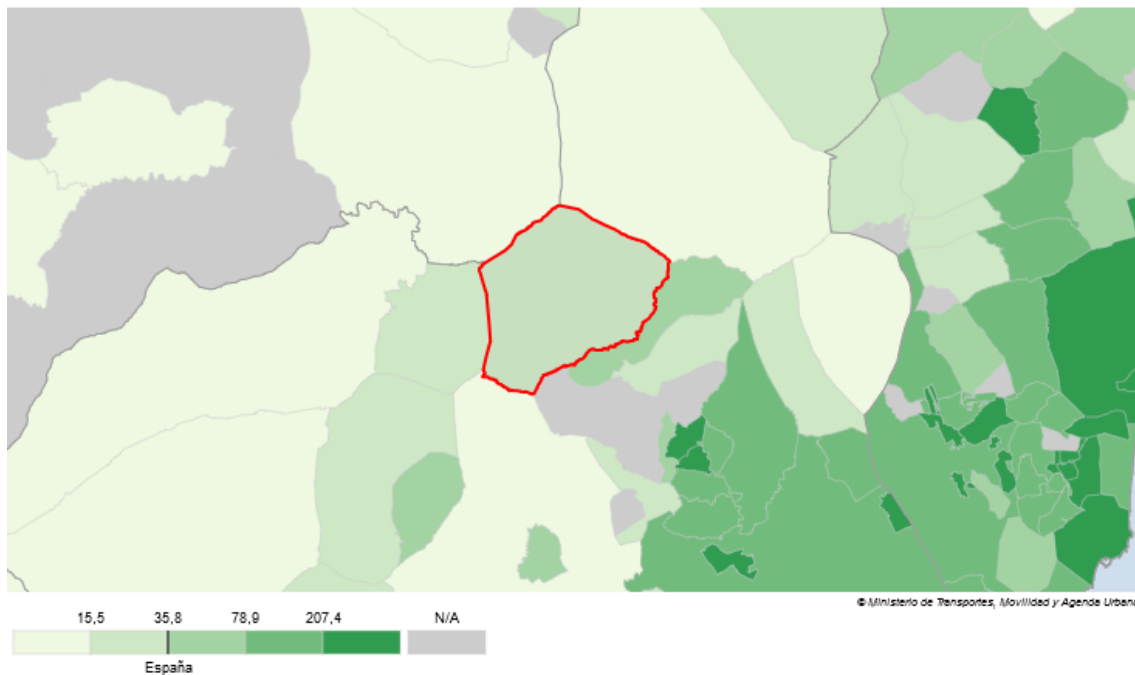 © Ministerio de Transportes, Movilidad y Agenda Urbana
15,5 35,8 78,9 207,4 N/A
España